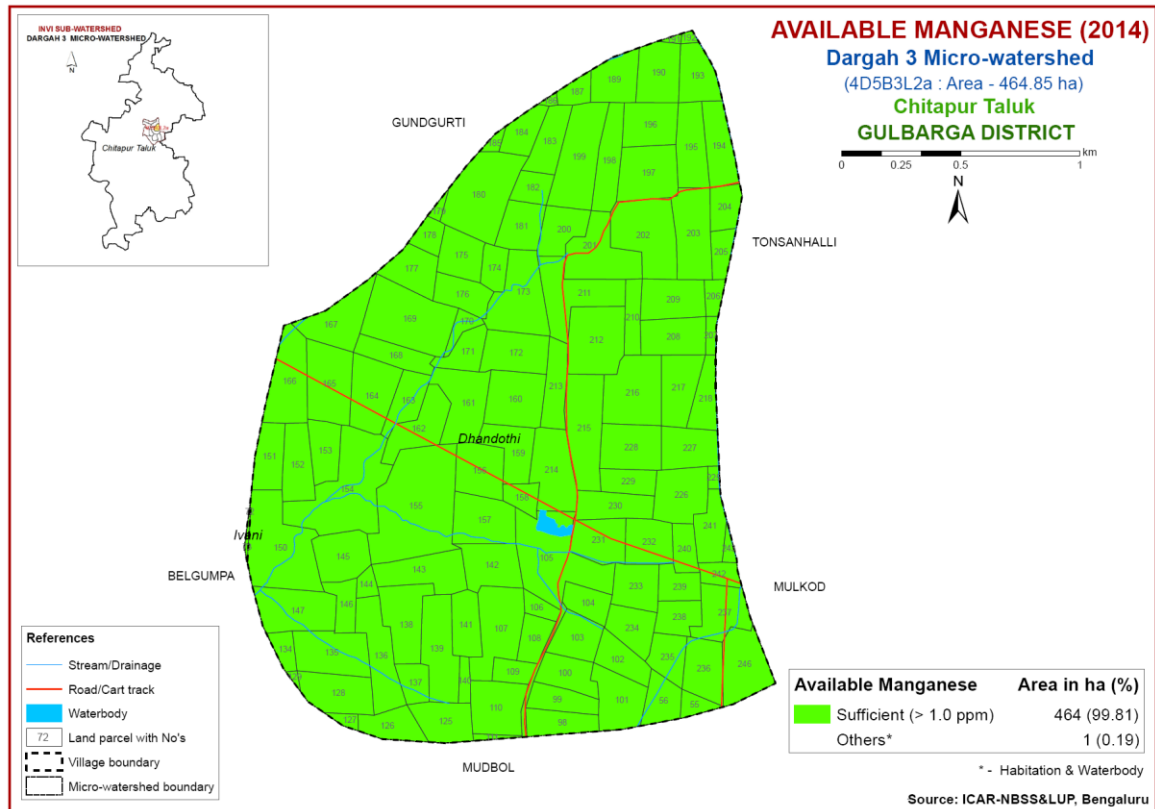 INVI SUB-WATERSHED
DARGAH 3 MICRO-WATERSHED
N
Chitapur Taluk
AVAILABLE MANGANESE (2014)
Dargah 3 Micro-watershed
(4D5B3L2a : Area - 464.85 ha)
Chitapur Taluk
GULBARGA DISTRICT
km
0 0.25 0.5 1
N
GUNDGURTI
TONSANHALLI
BELGUMPA
MULKOD
MUDBOL
Dhandothi
Ivani
189 190 193
187
186
184 183 196
185 199 198 195 194
197
180 182
179 181 200 202 203 204
178 201
175 205
177 174
176 173 211 209 206
169 210
167 170 212 208
168 171 172
166 165 164 163 161 160 213 216 217 218
162 215
151 152 153 159 228 227
156 214
154 158 229 226
155 157 230
241
150 231 232 240
145 105
143 142 242
144 233 239
147 146 106 104 237
138 141 107 234 238
134 135 136 139 108 103
109 102 235 236 246
129 128 137 140 100
110 99 101 56 55
127 126 125 98
References
Stream/Drainage
Road/Cart track
Waterbody
72 Land parcel with No's
Village boundary
Micro-watershed boundary
Available Manganese Area in ha (%)
Sufficient (> 1.0 ppm) 464 (99.81)
Others* 1 (0.19)
* - Habitation & Waterbody
Source: ICAR-NBSS&LUP, Bengaluru